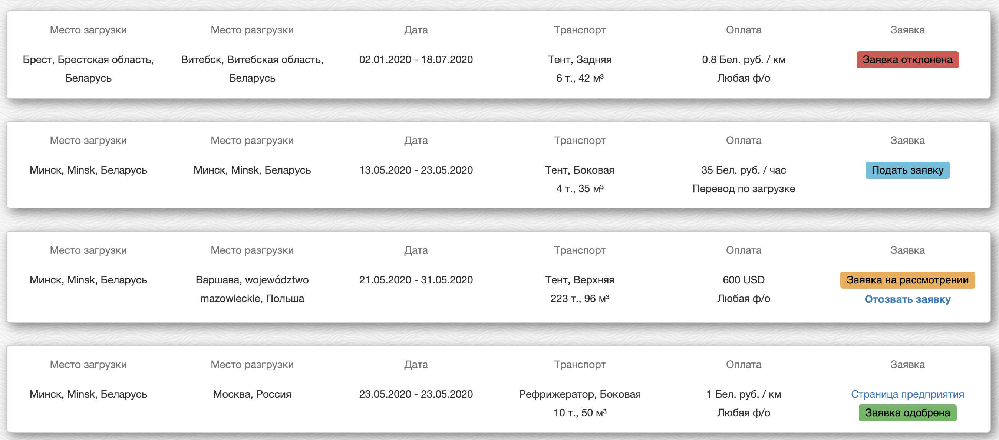 Место загрузки Место разгрузки Дата Транспорт Оплата Заявка
Брест, Брестская область, Витебск, Витебская область, 02.01.2020 - 18.07.2020 Тент, Задняя 0.8 Бел. руб. / км Заявка отклонена
Беларусь Беларусь 6 т., 42 м³ Любая ф/о
Место загрузки Место разгрузки Дата Транспорт Оплата Заявка
Минск, Minsk, Беларусь Минск, Minsk, Беларусь 13.05.2020 - 23.05.2020 Тент, Боковая 35 Бел. руб. / час Подать заявку
4 т., 35 м³ Перевод по загрузке
Место загрузки Место разгрузки Дата Транспорт Оплата Заявка
Минск, Minsk, Беларусь Варшава, województwo 21.05.2020 - 31.05.2020 Тент, Верхняя 600 USD Заявка на рассмотрении
mazowieckie, Польша 223 т., 96 м³ Любая ф/о Отозвать заявку
Место загрузки Место разгрузки Дата Транспорт Оплата Заявка
Минск, Minsk, Беларусь Москва, Россия 23.05.2020 - 23.05.2020 Рефрижератор, Боковая 1 Бел. руб. / км Страница предприятия
10 т., 50 м³ Любая ф/о Заявка одобрена